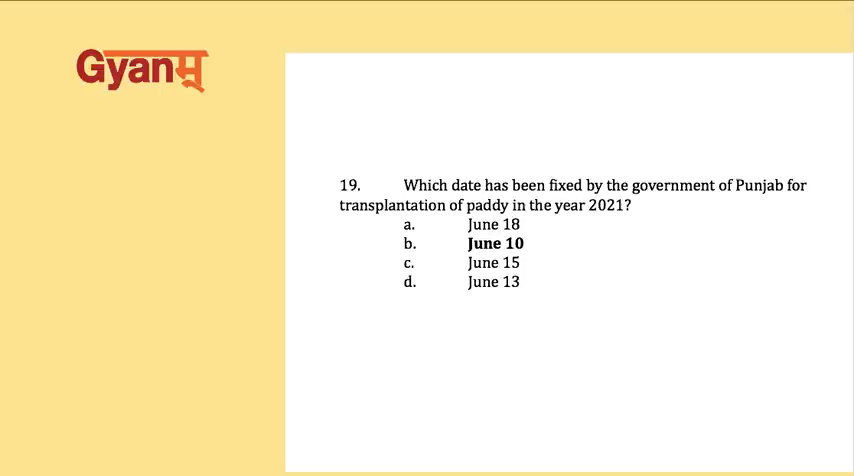 Gyanम्
19. Which date has been fixed by the government of Punjab for
transplantation of paddy in the year 2021?
a. June 18
b. June 10
c. June 15
d. June 13